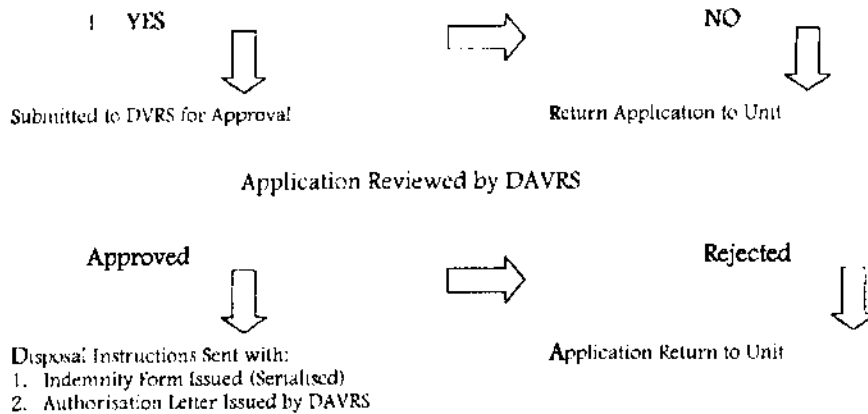 1 YES NO
Submitted to DVRS for Approval Return Application to Unit
Application Reviewed by DAVRS
Approved Rejected
Disposal Instructions Sent with: Application Return to Unit
1. Indemnity Form Issued (Serialised)
2. Authorisation Letter Issued by DAVRS